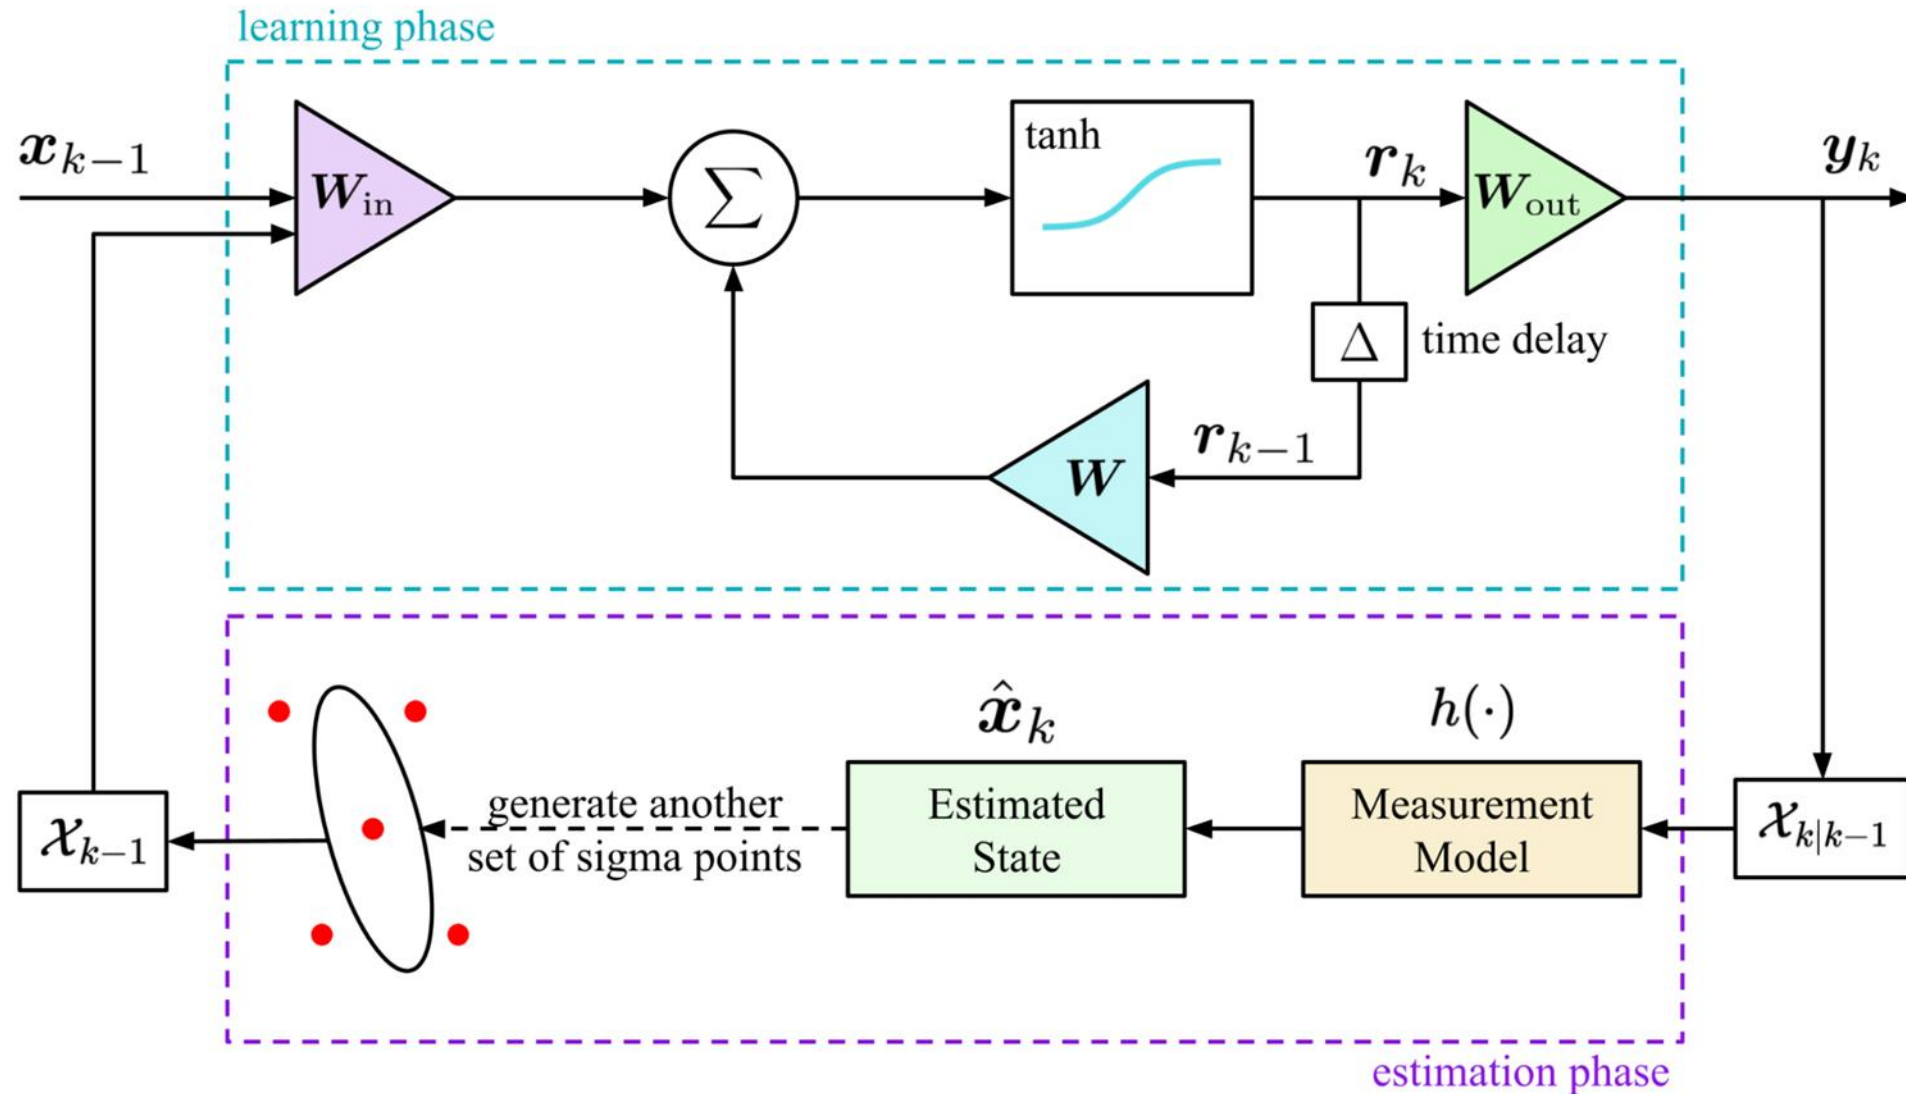 learning phase
x_{k−1}
W_in
Σ
tanh
r_k
W_out
y_k
Δ
time delay
W
r_{k−1}
x̂_k
h(·)
𝒳_{k−1}
generate another
set of sigma points
Estimated
State
Measurement
Model
𝒳_{k|k−1}
estimation phase